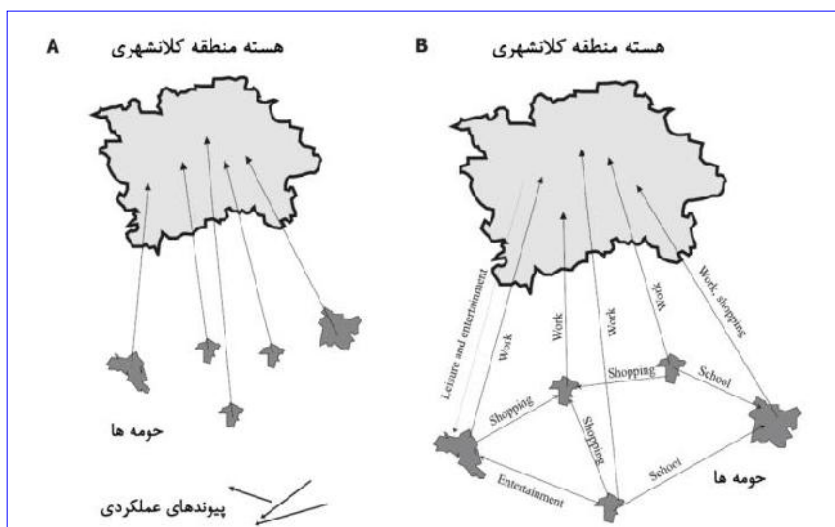 A
هسته منطقه کلانشهری
حومه ها
پیوندهای عملکردی
B
هسته منطقه کلانشهری
Leisure and entertainment
Work
Work
Work
Work
Work, shopping
Shopping
Shopping
School
Shopping
Entertainment
School
حومه ها